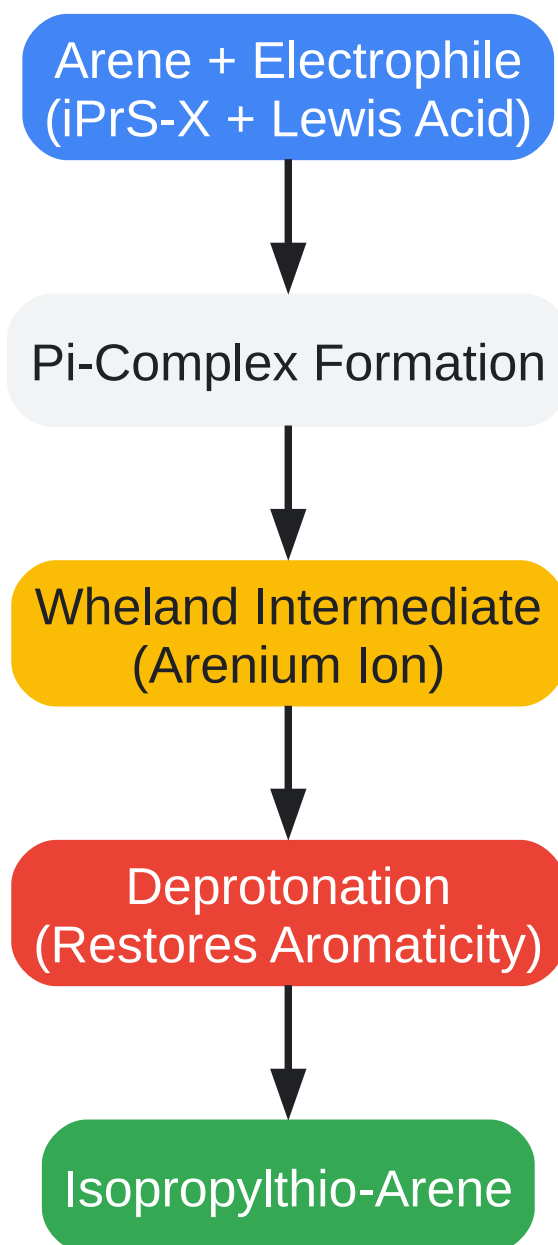 Arene + Electrophile
(iPrS-X + Lewis Acid)
Pi-Complex Formation
Wheland Intermediate
(Arenium Ion)
Deprotonation
(Restores Aromaticity)
Isopropylthio-Arene